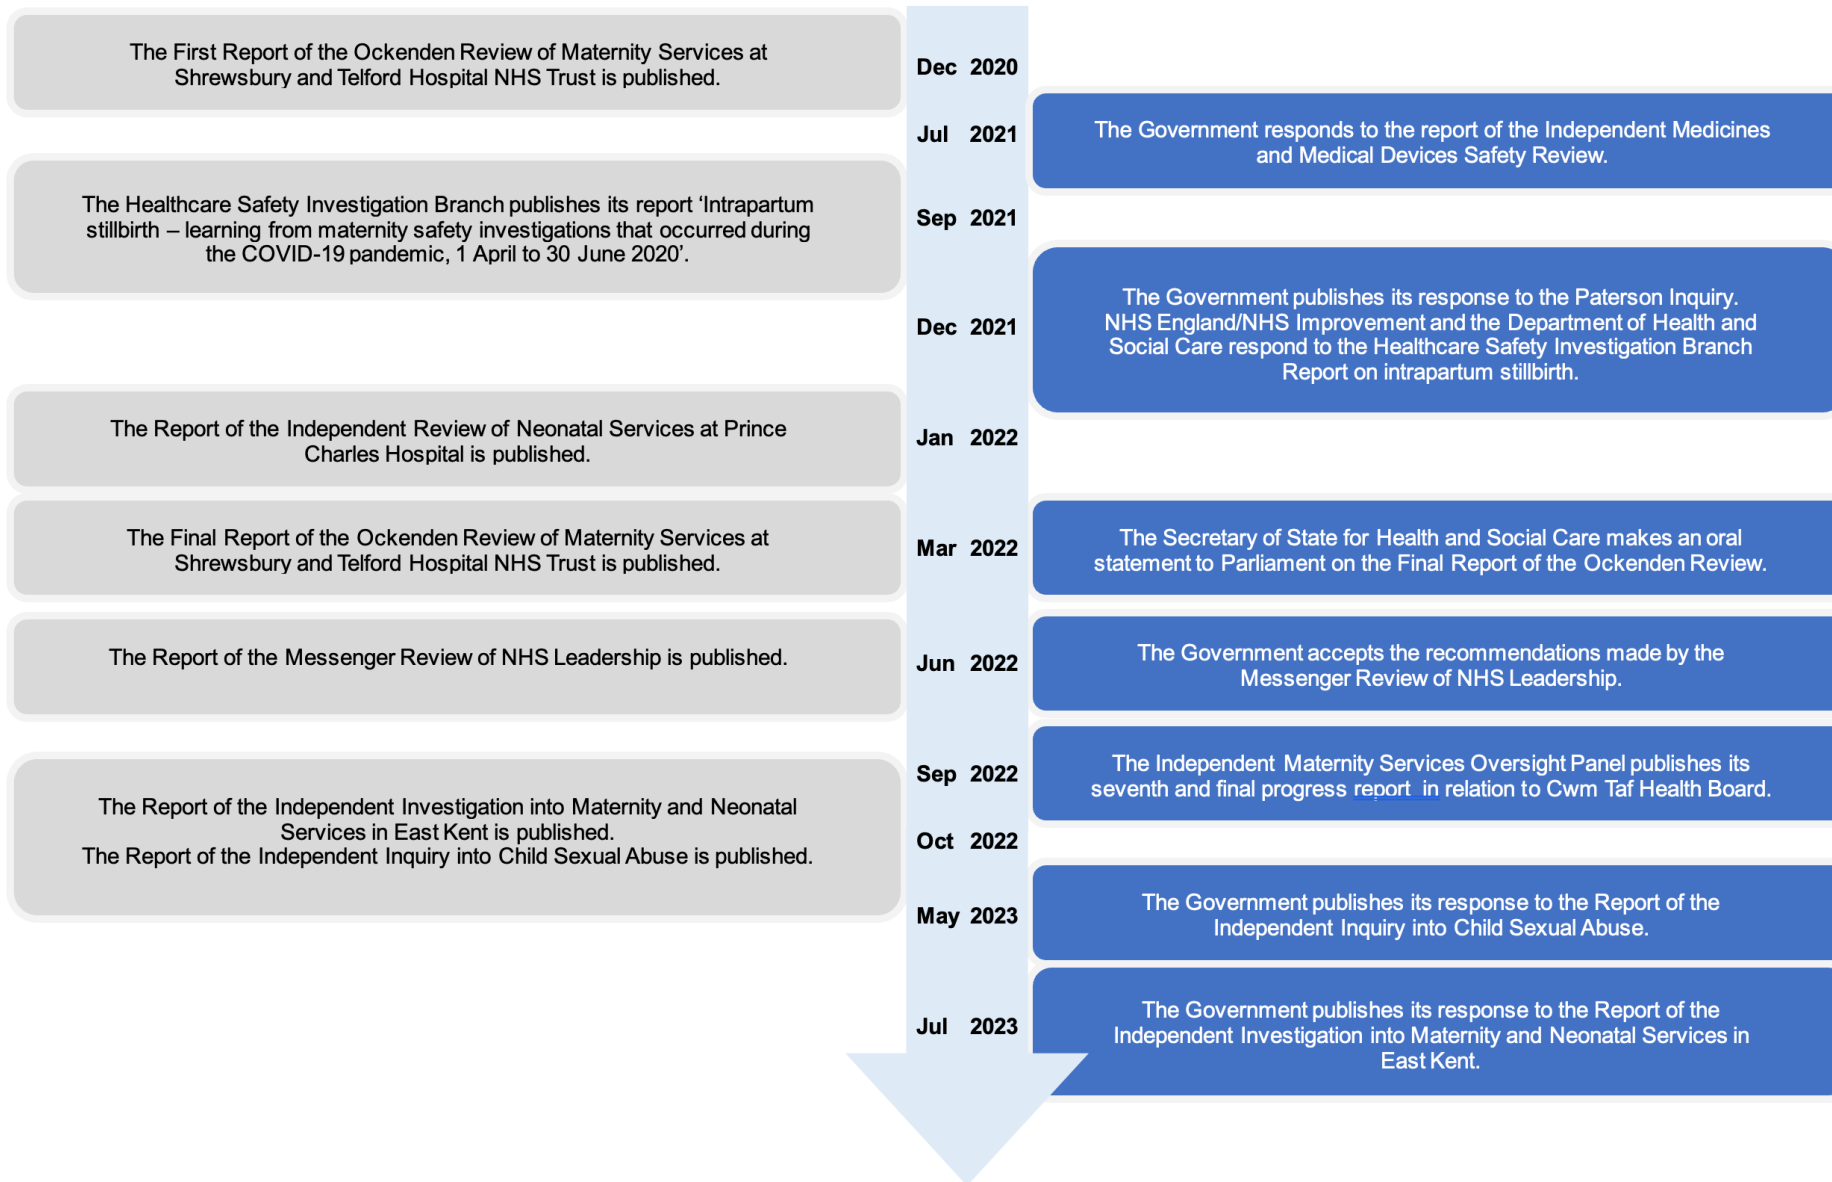 The First Report of the Ockenden Review of Maternity Services at
Shrewsbury and Telford Hospital NHS Trust is published.
Dec 2020
Jul 2021
The Government responds to the report of the Independent Medicines
and Medical Devices Safety Review.
The Healthcare Safety Investigation Branch publishes its report ‘Intrapartum
stillbirth – learning from maternity safety investigations that occurred during
the COVID-19 pandemic, 1 April to 30 June 2020’.
Sep 2021
Dec 2021
The Government publishes its response to the Paterson Inquiry.
NHS England/NHS Improvement and the Department of Health and
Social Care respond to the Healthcare Safety Investigation Branch
Report on intrapartum stillbirth.
The Report of the Independent Review of Neonatal Services at Prince
Charles Hospital is published.
Jan 2022
The Final Report of the Ockenden Review of Maternity Services at
Shrewsbury and Telford Hospital NHS Trust is published.
Mar 2022
The Secretary of State for Health and Social Care makes an oral
statement to Parliament on the Final Report of the Ockenden Review.
The Report of the Messenger Review of NHS Leadership is published.
Jun 2022
The Government accepts the recommendations made by the
Messenger Review of NHS Leadership.
Sep 2022
The Independent Maternity Services Oversight Panel publishes its
seventh and final progress report in relation to Cwm Taf Health Board.
The Report of the Independent Investigation into Maternity and Neonatal
Services in East Kent is published.
The Report of the Independent Inquiry into Child Sexual Abuse is published.
Oct 2022
May 2023
The Government publishes its response to the Report of the
Independent Inquiry into Child Sexual Abuse.
Jul 2023
The Government publishes its response to the Report of the
Independent Investigation into Maternity and Neonatal Services in
East Kent.